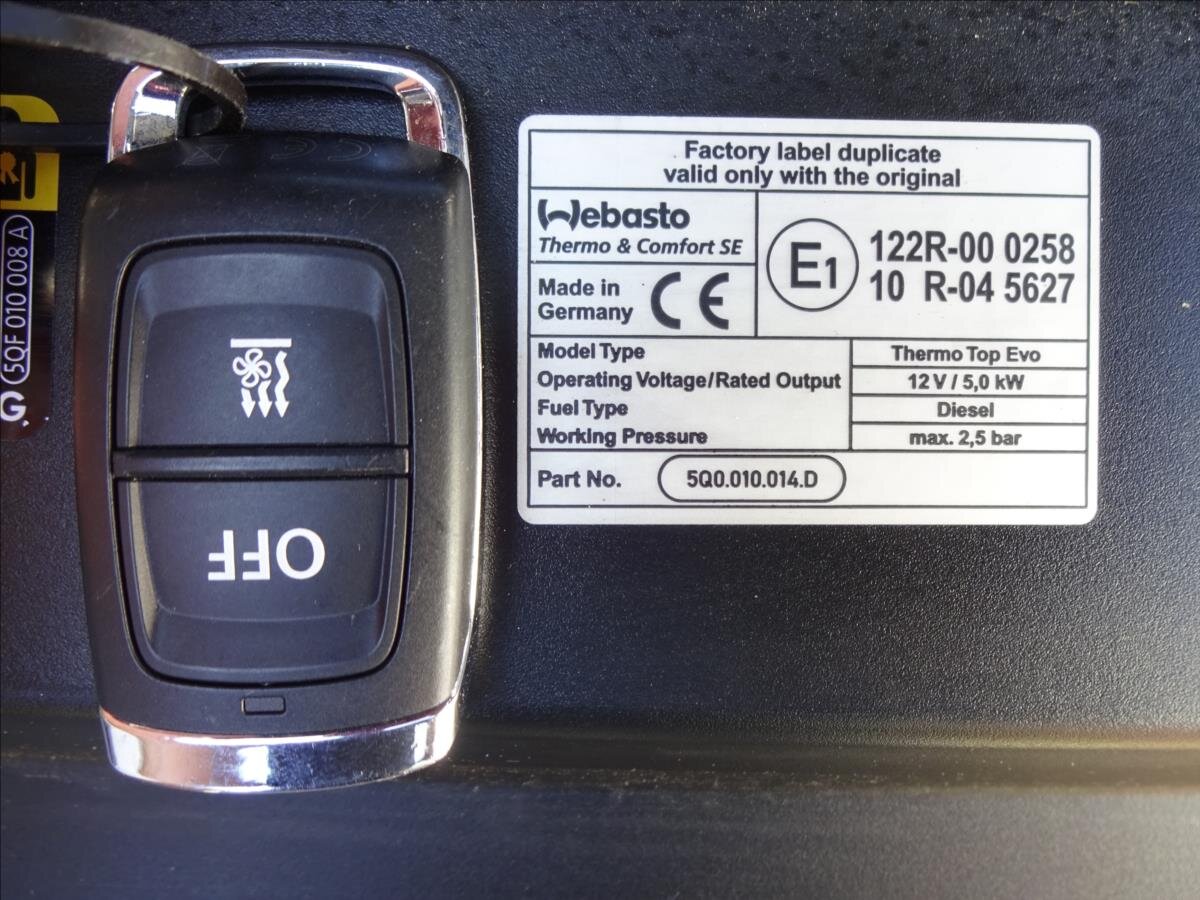 Factory label duplicate
valid only with the original
Webasto
Thermo & Comfort SE
Made in
Germany
CE
E1
122R-00 0258
10 R-04 5627
Model Type
Thermo Top Evo
Operating Voltage/Rated Output
12 V / 5,0 kW
Fuel Type
Diesel
Working Pressure
max. 2,5 bar
Part No.
5Q0.010.014.D
OFF
5QF 010 008 A
R
G
CE